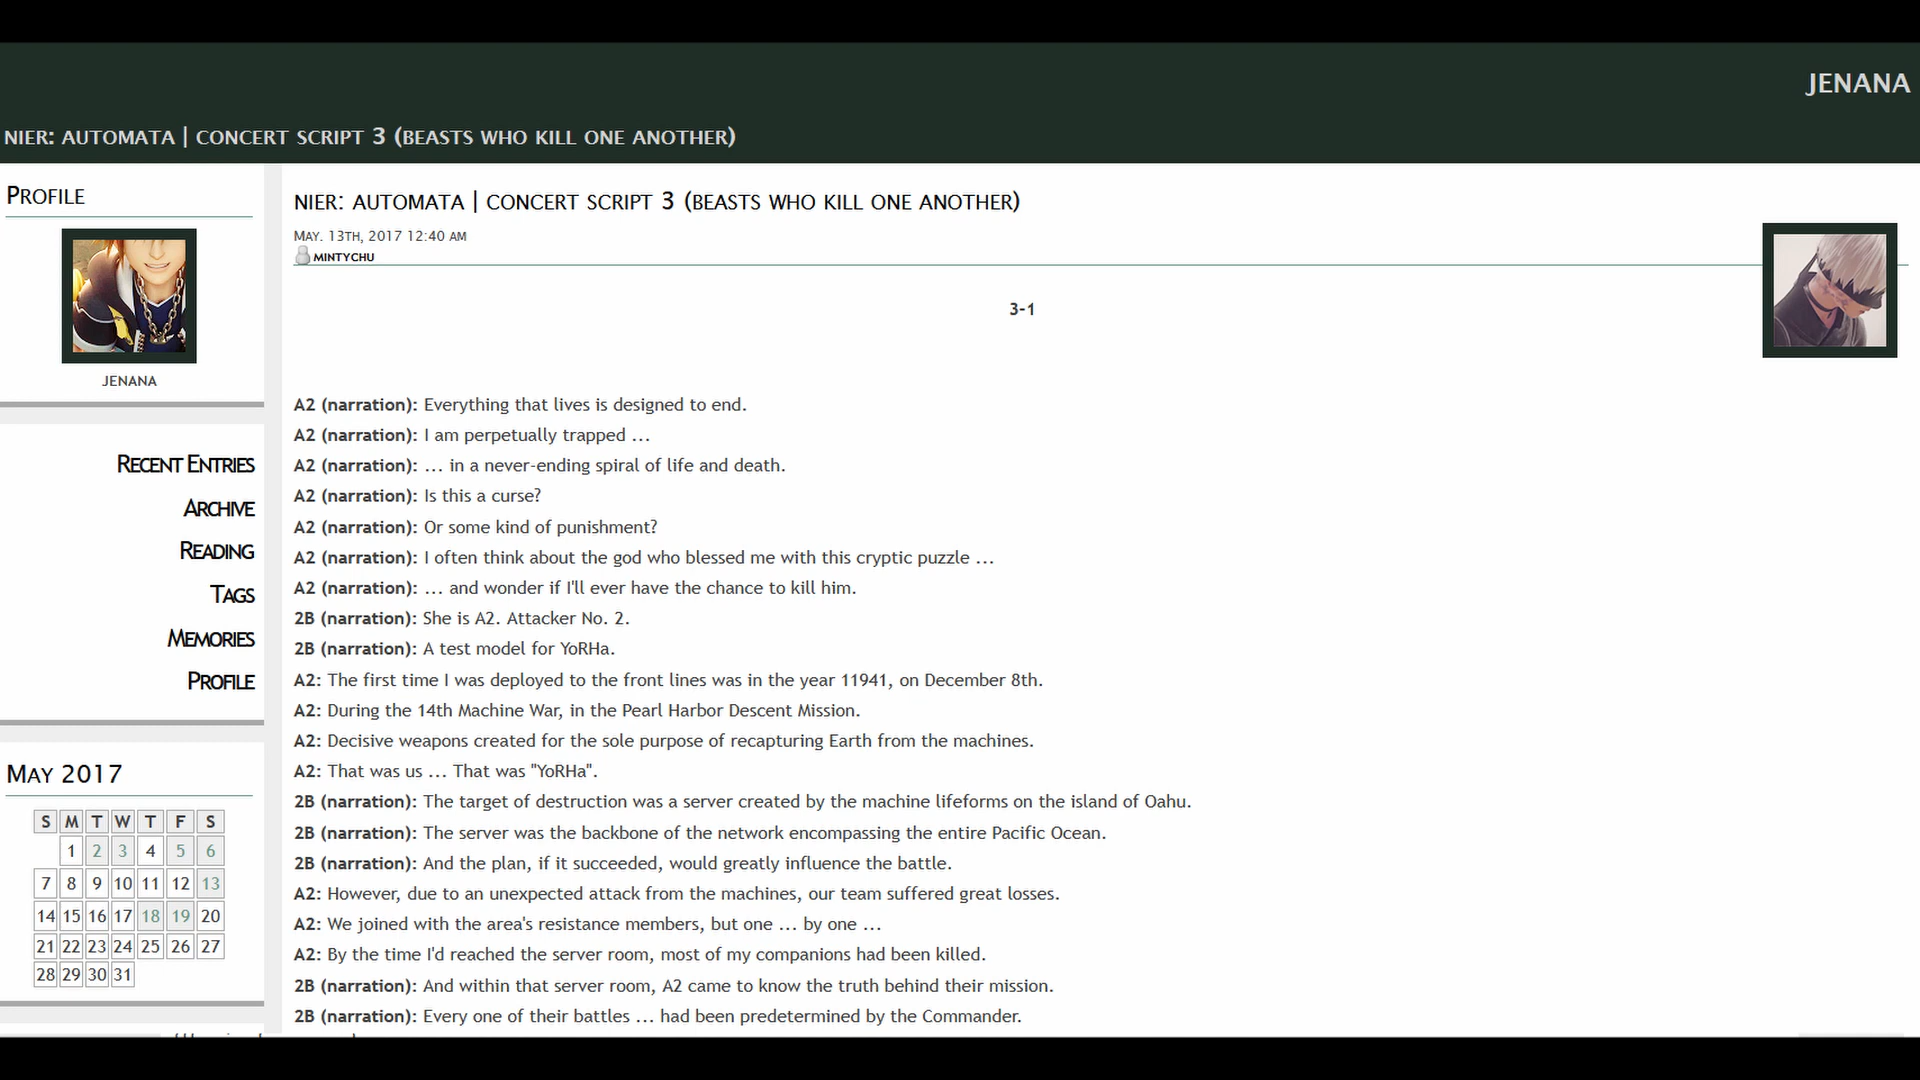 JENANA
NIER: AUTOMATA | CONCERT SCRIPT 3 (BEASTS WHO KILL ONE ANOTHER)
PROFILE
JENANA
RECENT ENTRIES
ARCHIVE
READING
TAGS
MEMORIES
PROFILE
MAY 2017
S M T W T F S
1 2 3 4 5 6
7 8 9 10 11 12 13
14 15 16 17 18 19 20
21 22 23 24 25 26 27
28 29 30 31
NIER: AUTOMATA | CONCERT SCRIPT 3 (BEASTS WHO KILL ONE ANOTHER)
MAY. 13TH, 2017 12:40 AM
MINTYCHU
3-1
A2 (narration): Everything that lives is designed to end.
A2 (narration): I am perpetually trapped ...
A2 (narration): ... in a never-ending spiral of life and death.
A2 (narration): Is this a curse?
A2 (narration): Or some kind of punishment?
A2 (narration): I often think about the god who blessed me with this cryptic puzzle ...
A2 (narration): ... and wonder if I'll ever have the chance to kill him.
2B (narration): She is A2. Attacker No. 2.
2B (narration): A test model for YoRHa.
A2: The first time I was deployed to the front lines was in the year 11941, on December 8th.
A2: During the 14th Machine War, in the Pearl Harbor Descent Mission.
A2: Decisive weapons created for the sole purpose of recapturing Earth from the machines.
A2: That was us ... That was "YoRHa".
2B (narration): The target of destruction was a server created by the machine lifeforms on the island of Oahu.
2B (narration): The server was the backbone of the network encompassing the entire Pacific Ocean.
2B (narration): And the plan, if it succeeded, would greatly influence the battle.
A2: However, due to an unexpected attack from the machines, our team suffered great losses.
A2: We joined with the area's resistance members, but one ... by one ...
A2: By the time I'd reached the server room, most of my companions had been killed.
2B (narration): And within that server room, A2 came to know the truth behind their mission.
2B (narration): Every one of their battles ... had been predetermined by the Commander.